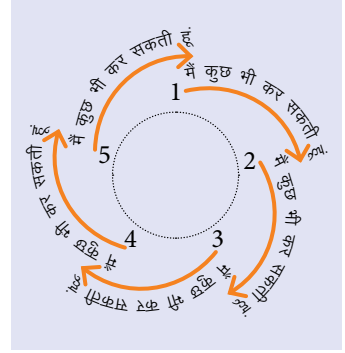 1 मैं कुछ भी कर सकती हूं
2 मैं कुछ भी कर सकती हूं
3 मैं कुछ भी कर सकती हूं
4 मैं कुछ भी कर सकती हूं
5 मैं कुछ भी कर सकती हूं